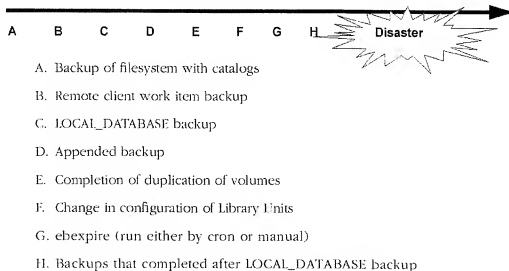 A B C D E F G H Disaster
A. Backup of filesystem with catalogs
B. Remote client work item backup
C. LOCAL_DATABASE backup
D. Appended backup
E. Completion of duplication of volumes
F. Change in configuration of Library Units
G. ebexpire (run either by cron or manual)
H. Backups that completed after LOCAL_DATABASE backup